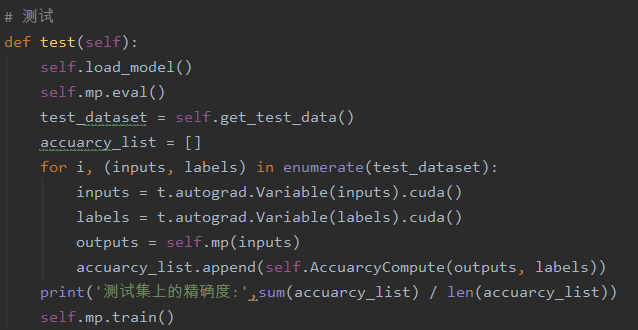 # 测试
def test(self):
self.load_model()
self.mp.eval()
test_dataset = self.get_test_data()
accuarcy_list = []
for i, (inputs, labels) in enumerate(test_dataset):
inputs = t.autograd.Variable(inputs).cuda()
labels = t.autograd.Variable(labels).cuda()
outputs = self.mp(inputs)
accuarcy_list.append(self.AccuarcyCompute(outputs, labels))
print('测试集上的精确度:',sum(accuarcy_list) / len(accuarcy_list))
self.mp.train()